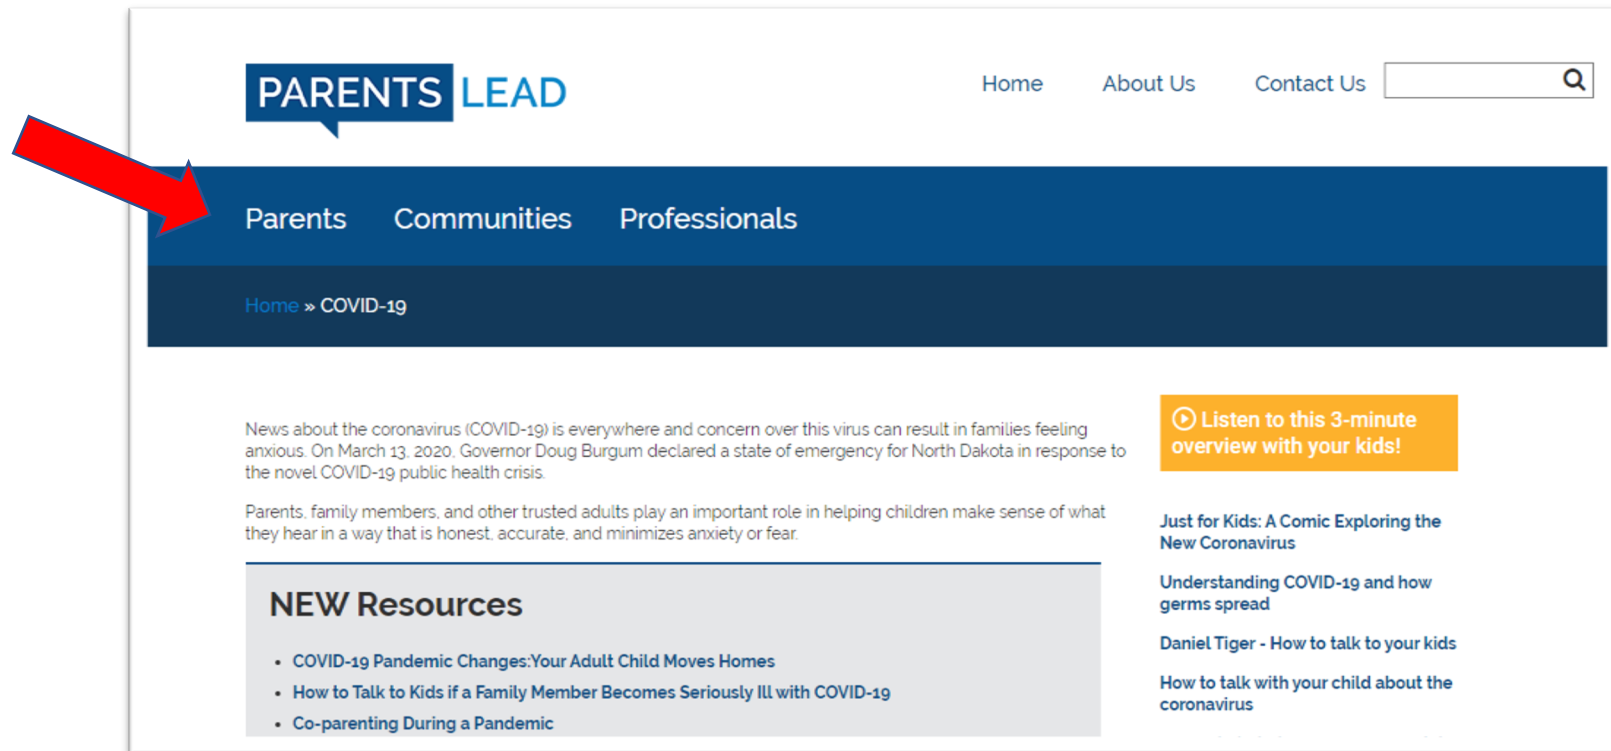 PARENTS LEAD
Home About Us Contact Us
Parents Communities Professionals
Home » COVID-19
News about the coronavirus (COVID-19) is everywhere and concern over this virus can result in families feeling
anxious. On March 13, 2020, Governor Doug Burgum declared a state of emergency for North Dakota in response to
the novel COVID-19 public health crisis.
Parents, family members, and other trusted adults play an important role in helping children make sense of what
they hear in a way that is honest, accurate, and minimizes anxiety or fear.
NEW Resources
• COVID-19 Pandemic Changes:Your Adult Child Moves Homes
• How to Talk to Kids if a Family Member Becomes Seriously Ill with COVID-19
• Co-parenting During a Pandemic
Listen to this 3-minute
overview with your kids!
Just for Kids: A Comic Exploring the
New Coronavirus
Understanding COVID-19 and how
germs spread
Daniel Tiger - How to talk to your kids
How to talk with your child about the
coronavirus